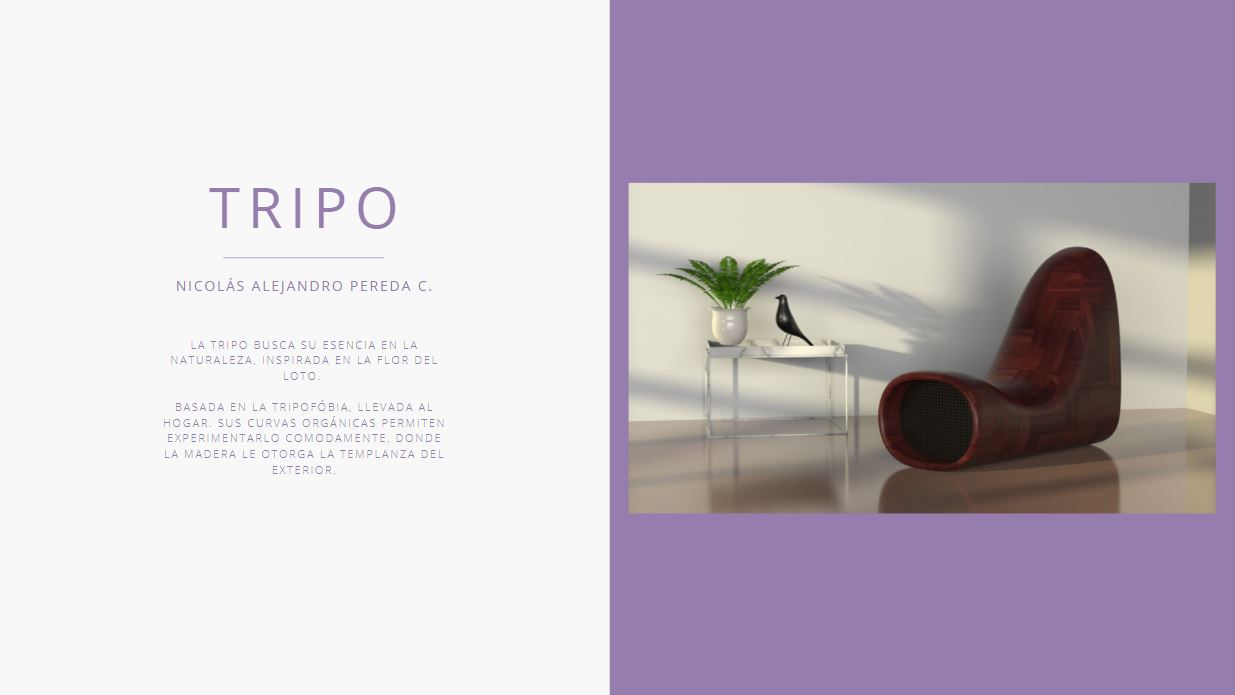 TRIPO
NICOLÁS ALEJANDRO PEREDA C.
LA TRIPO BUSCA SU ESENCIA EN LA
NATURALEZA, INSPIRADA EN LA FLOR DEL
LOTO.
BASADA EN LA TRIPOFÓBIA, LLEVADA AL
HOGAR. SUS CURVAS ORGÁNICAS PERMITEN
EXPERIMENTARLO COMODAMENTE, DONDE
LA MADERA LE OTORGA LA TEMPLANZA DEL
EXTERIOR.